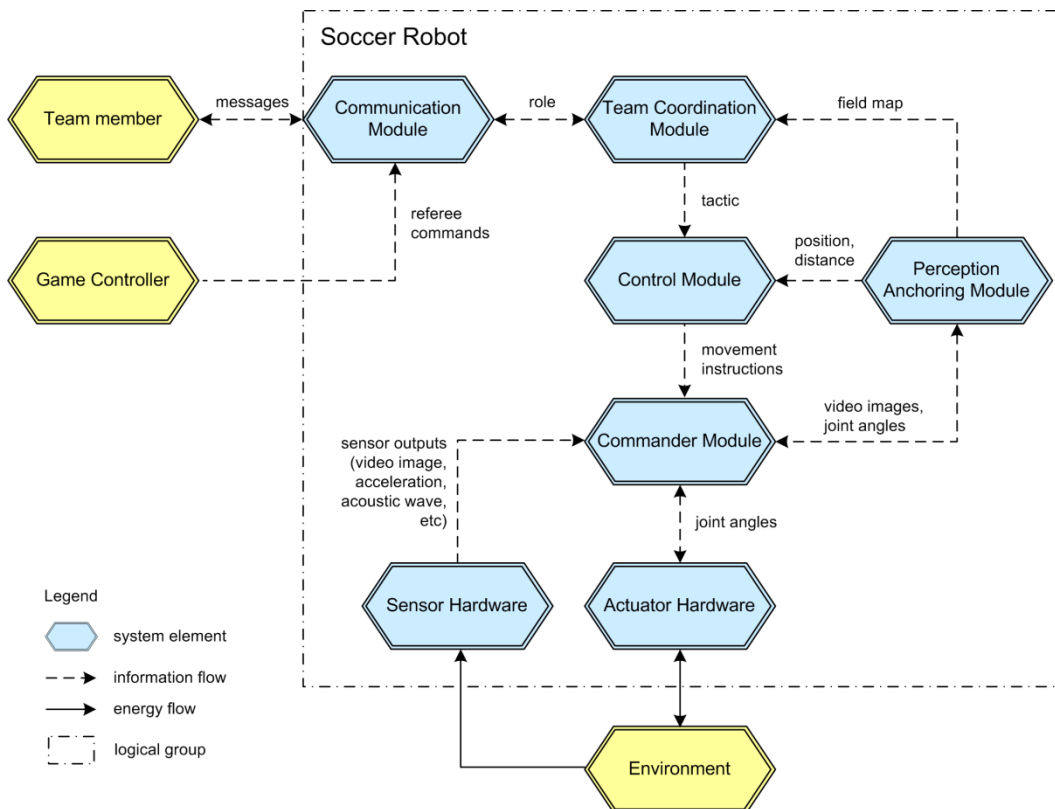 Soccer Robot
Team member
messages
Communication
Module
role
Team Coordination
Module
field map
referee
commands
tactic
Game Controller
Control Module
position,
distance
Perception
Anchoring Module
movement
instructions
sensor outputs
(video image,
acceleration,
acoustic wave,
etc)
Commander Module
video images,
joint angles
joint angles
Sensor Hardware
Actuator Hardware
Legend
system element
information flow
energy flow
logical group
Environment